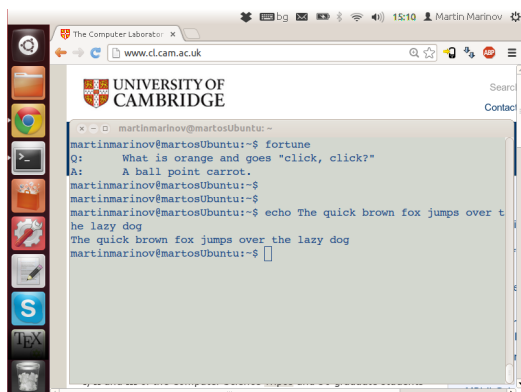 bg 15:10 Martin Marinov
The Computer Laborator
www.cl.cam.ac.uk
UNIVERSITY OF
CAMBRIDGE
Searc
Contac
martinmarinov@martosUbuntu: ~
martinmarinov@martosUbuntu:~$ fortune
Q: What is orange and goes "click, click?"
A: A ball point carrot.
martinmarinov@martosUbuntu:~$
martinmarinov@martosUbuntu:~$
martinmarinov@martosUbuntu:~$ echo The quick brown fox jumps over t
he lazy dog
The quick brown fox jumps over the lazy dog
martinmarinov@martosUbuntu:~$